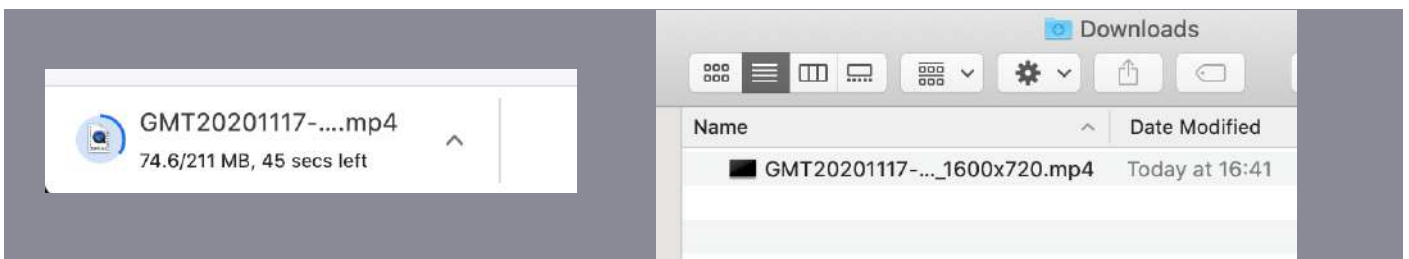 GMT20201117-....mp4
74.6/211 MB, 45 secs left
Downloads
Name Date Modified
GMT20201117-..._1600x720.mp4 Today at 16:41